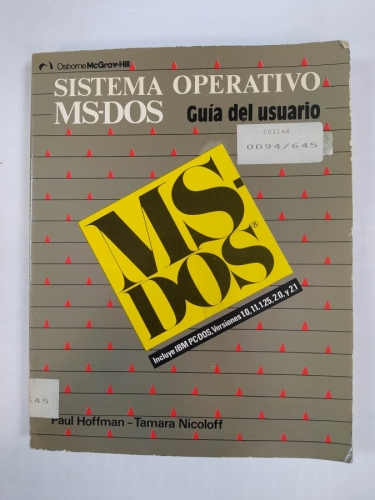 Osborne McGraw-Hill
SISTEMA OPERATIVO
MS-DOS Guía del usuario
0094/645
MS-
DOS®
Incluye IBM PC-DOS, Versiones 1.0, 1.1, 1.25, 2.0, y 2.1
645
Paul Hoffman - Tamara Nicoloff